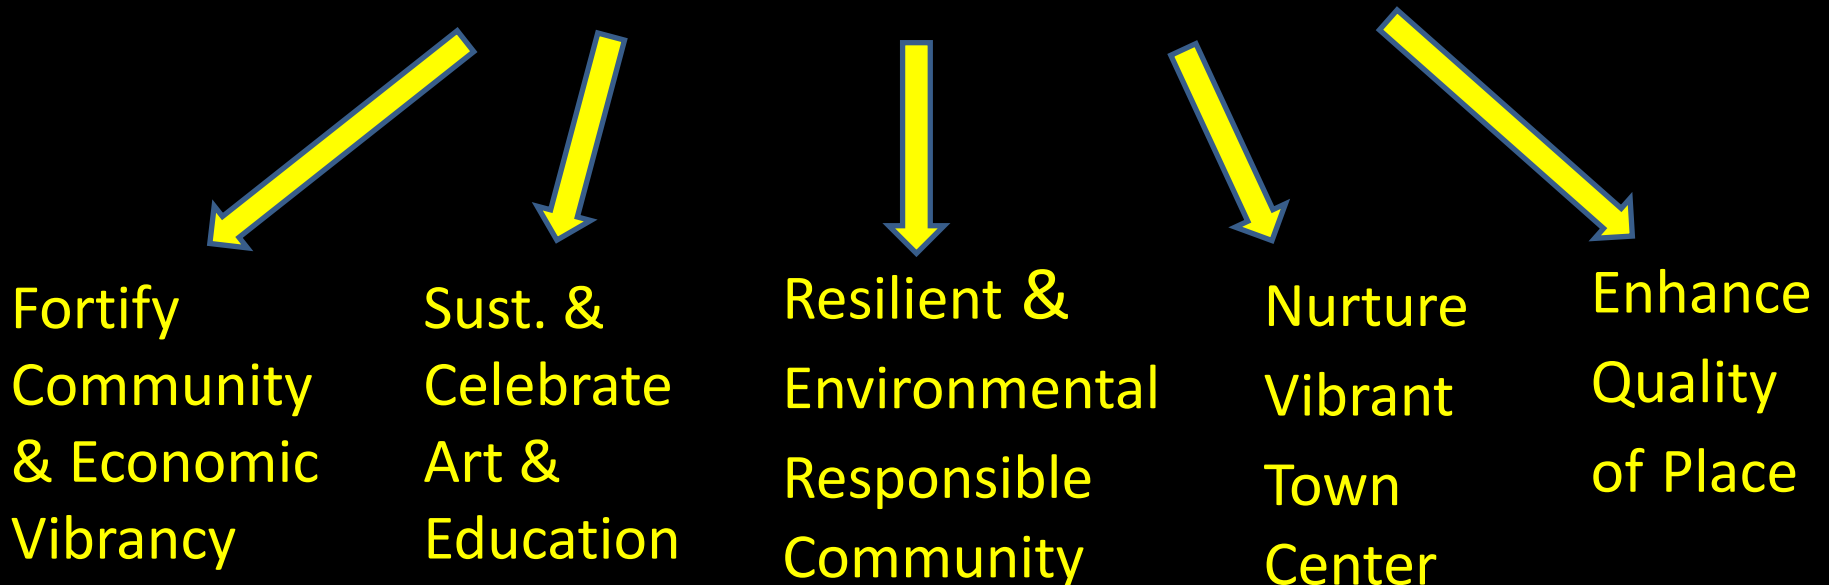 Fortify
Community
& Economic
Vibrancy
Sust. &
Celebrate
Art &
Education
Resilient &
Environmental
Responsible
Community
Nurture
Vibrant
Town
Center
Enhance
Quality
of Place